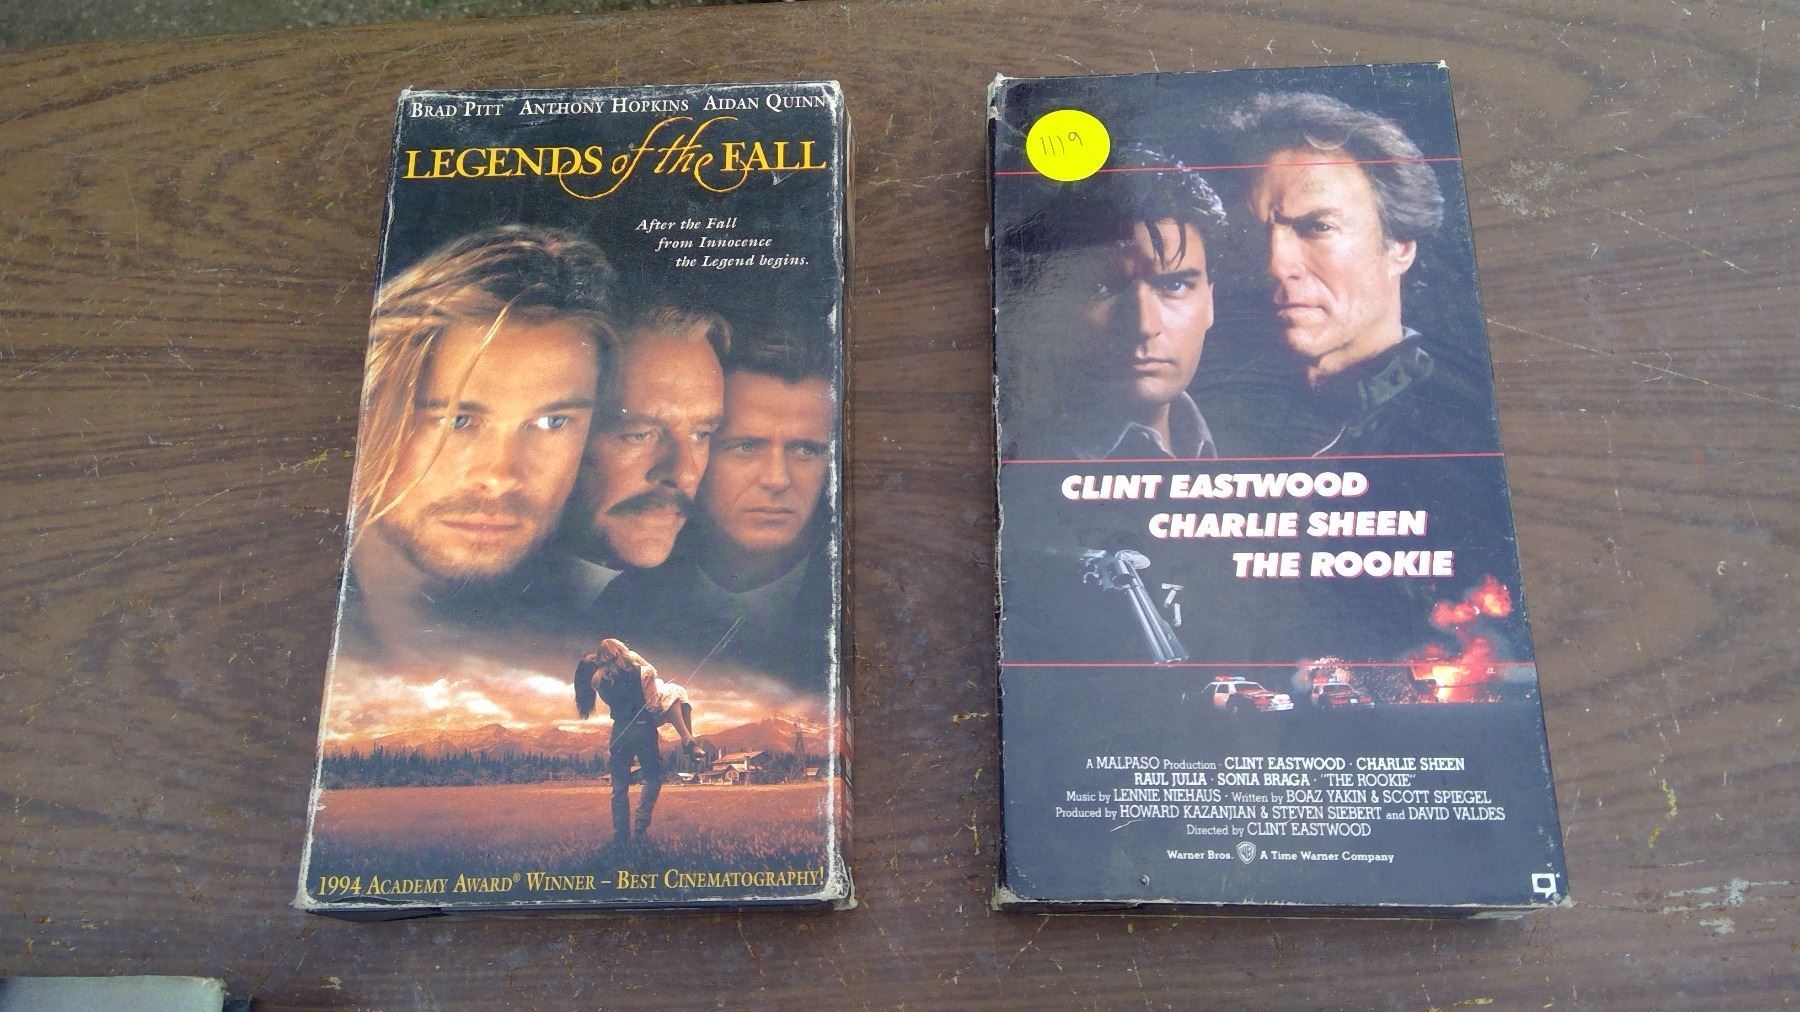 BRAD PITT ANTHONY HOPKINS AIDAN QUINN
LEGENDS of the FALL
After the Fall
from Innocence
the Legend begins.
1994 ACADEMY AWARD® WINNER – BEST CINEMATOGRAPHY!
1119
CLINT EASTWOOD
CHARLIE SHEEN
THE ROOKIE
A MALPASO Production · CLINT EASTWOOD · CHARLIE SHEEN
RAUL JULIA · SONIA BRAGA · "THE ROOKIE"
Music by LENNIE NIEHAUS · Written by BOAZ YAKIN & SCOTT SPIEGEL
Produced by HOWARD KAZANJIAN & STEVEN SIEBERT and DAVID VALDES
Directed by CLINT EASTWOOD
Warner Bros. WB A Time Warner Company